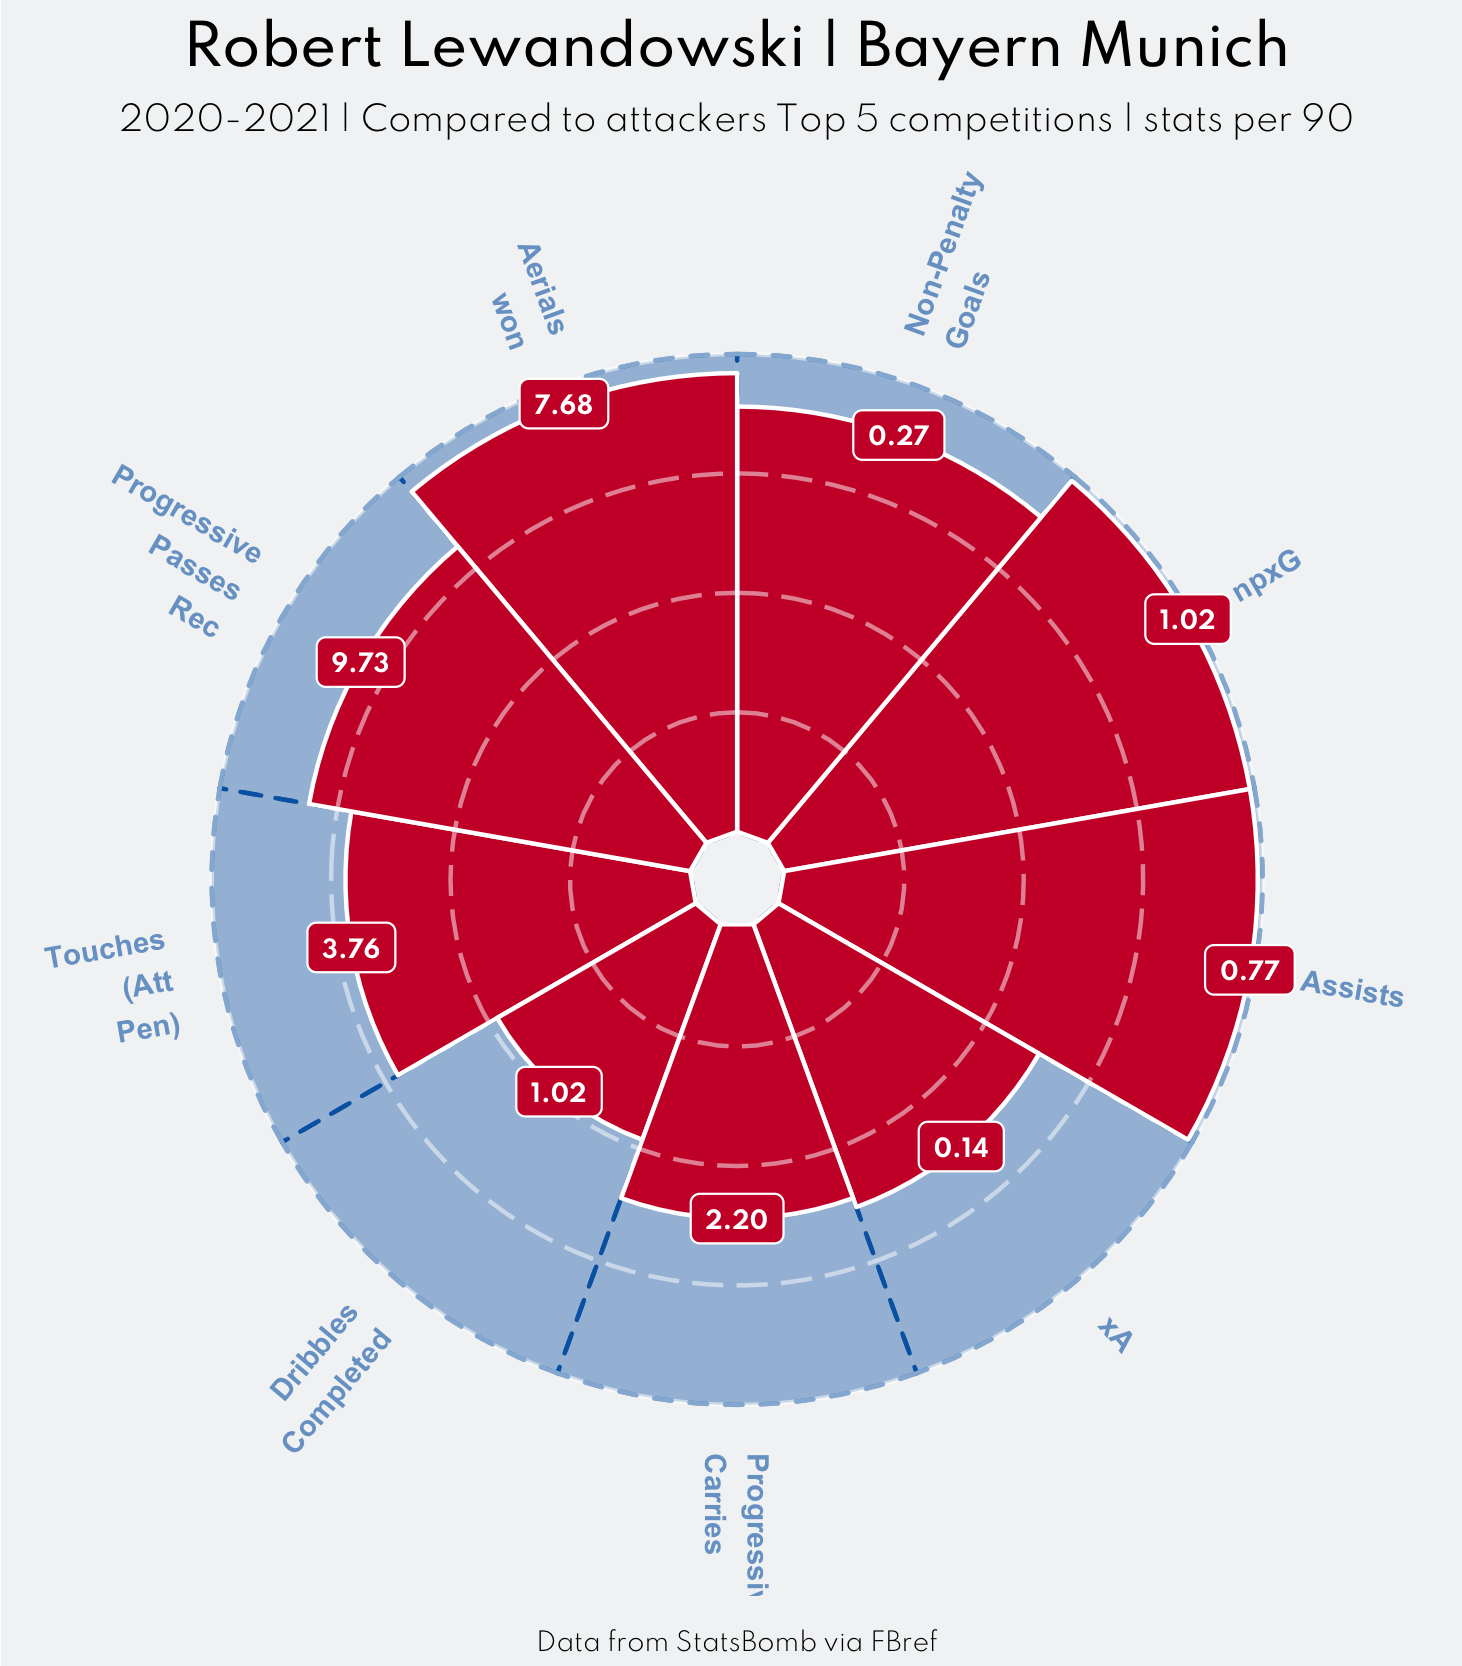 Robert Lewandowski | Bayern Munich
2020-2021 | Compared to attackers Top 5 competitions | stats per 90
Non-Penalty
Goals
0.27
npxG
1.02
Assists
0.77
xA
0.14
Progressiv
Carries
2.20
Dribbles
Completed
1.02
Touches
(Att
Pen)
3.76
Progressive
Passes
Rec
9.73
Aerials
won
7.68
Data from StatsBomb via FBref